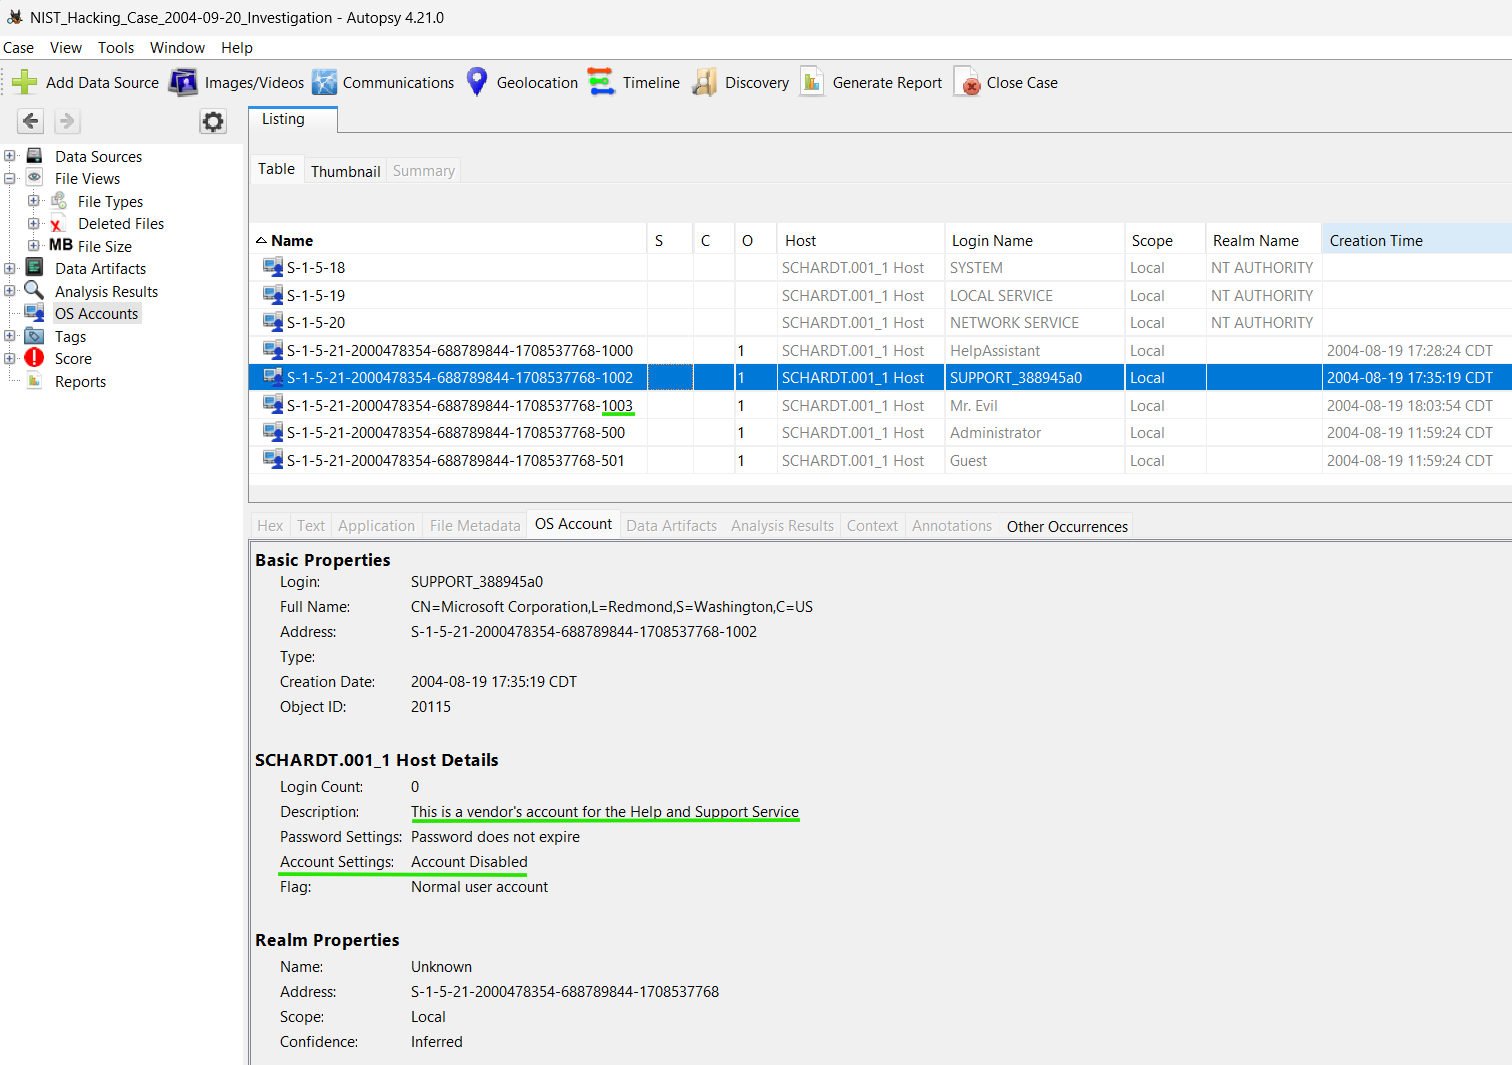 NIST_Hacking_Case_2004-09-20_Investigation - Autopsy 4.21.0
Case View Tools Window Help
Add Data Source Images/Videos Communications Geolocation Timeline Discovery Generate Report Close Case
Listing
Data Sources
File Views
File Types
Deleted Files
MB File Size
Data Artifacts
Analysis Results
OS Accounts
Tags
Score
Reports
Table Thumbnail Summary
Name S C O Host Login Name Scope Realm Name Creation Time
S-1-5-18 SCHARDT.001_1 Host SYSTEM Local NT AUTHORITY
S-1-5-19 SCHARDT.001_1 Host LOCAL SERVICE Local NT AUTHORITY
S-1-5-20 SCHARDT.001_1 Host NETWORK SERVICE Local NT AUTHORITY
S-1-5-21-2000478354-688789844-1708537768-1000 1 SCHARDT.001_1 Host HelpAssistant Local 2004-08-19 17:28:24 CDT
S-1-5-21-2000478354-688789844-1708537768-1002 1 SCHARDT.001_1 Host SUPPORT_388945a0 Local 2004-08-19 17:35:19 CDT
S-1-5-21-2000478354-688789844-1708537768-1003 1 SCHARDT.001_1 Host Mr. Evil Local 2004-08-19 18:03:54 CDT
S-1-5-21-2000478354-688789844-1708537768-500 1 SCHARDT.001_1 Host Administrator Local 2004-08-19 11:59:24 CDT
S-1-5-21-2000478354-688789844-1708537768-501 1 SCHARDT.001_1 Host Guest Local 2004-08-19 11:59:24 CDT
Hex Text Application File Metadata OS Account Data Artifacts Analysis Results Context Annotations Other Occurrences
Basic Properties
Login: SUPPORT_388945a0
Full Name: CN=Microsoft Corporation,L=Redmond,S=Washington,C=US
Address: S-1-5-21-2000478354-688789844-1708537768-1002
Type:
Creation Date: 2004-08-19 17:35:19 CDT
Object ID: 20115
SCHARDT.001_1 Host Details
Login Count: 0
Description: This is a vendor's account for the Help and Support Service
Password Settings: Password does not expire
Account Settings: Account Disabled
Flag: Normal user account
Realm Properties
Name: Unknown
Address: S-1-5-21-2000478354-688789844-1708537768
Scope: Local
Confidence: Inferred